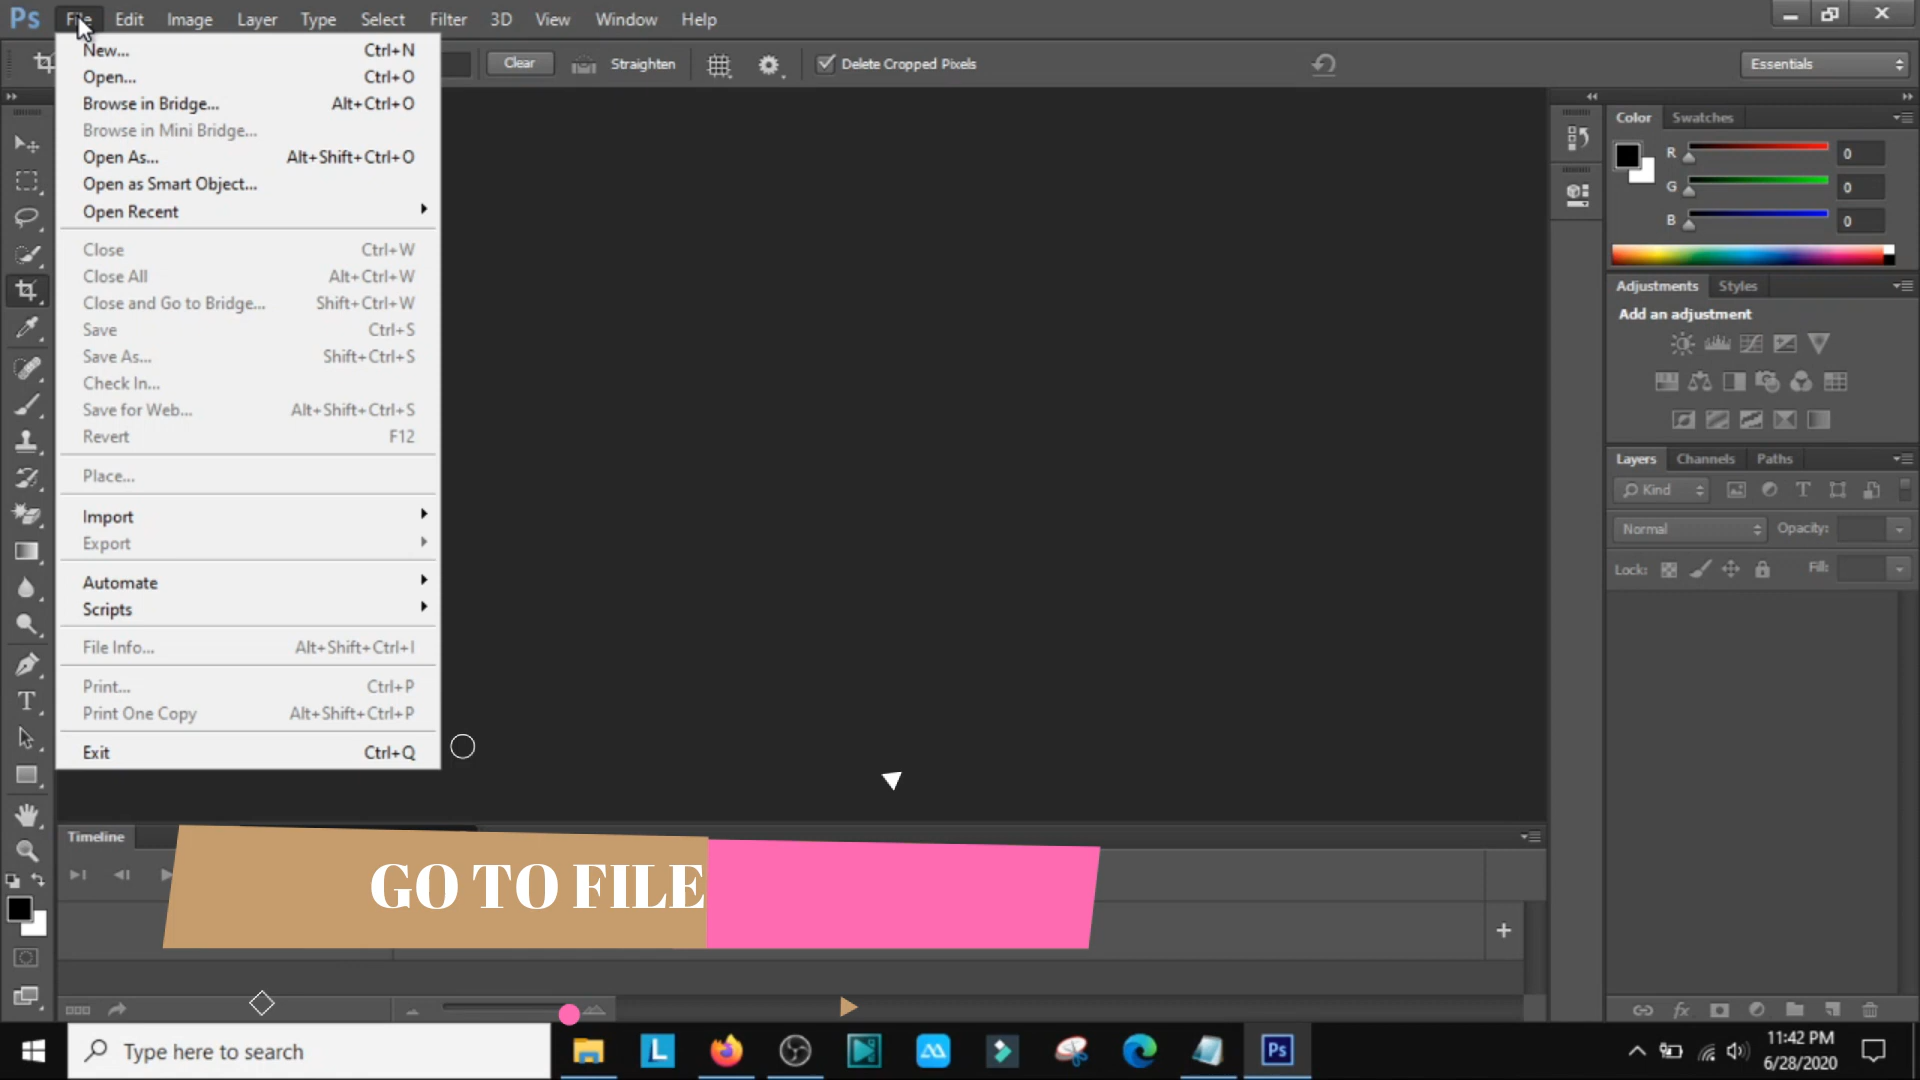 Ps File Edit Image Layer Type Select Filter 3D View Window Help
New... Ctrl+N
Open... Ctrl+O
Browse in Bridge... Alt+Ctrl+O
Browse in Mini Bridge...
Open As... Alt+Shift+Ctrl+O
Open as Smart Object...
Open Recent
Close Ctrl+W
Close All Alt+Ctrl+W
Close and Go to Bridge... Shift+Ctrl+W
Save Ctrl+S
Save As... Shift+Ctrl+S
Check In...
Save for Web... Alt+Shift+Ctrl+S
Revert F12
Place...
Import
Export
Automate
Scripts
File Info... Alt+Shift+Ctrl+I
Print... Ctrl+P
Print One Copy Alt+Shift+Ctrl+P
Exit Ctrl+Q
Clear Straighten Delete Cropped Pixels Essentials
Color Swatches
R 0
G 0
B 0
Adjustments Styles
Add an adjustment
Layers Channels Paths
Kind
Normal Opacity:
Lock: Fill:
Timeline
GO TO FILE
Type here to search
L
Ps
11:42 PM
6/28/2020